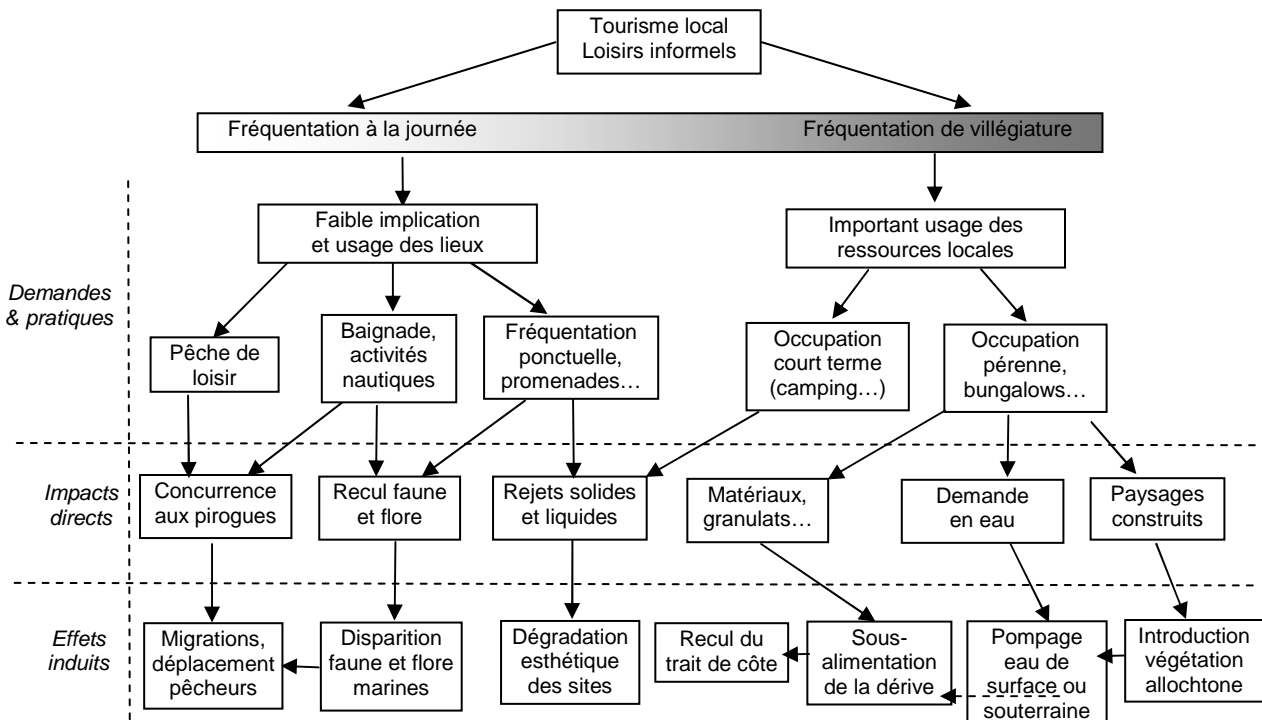 Tourisme local
Loisirs informels
Fréquentation à la journée
Fréquentation de villégiature
Faible implication
et usage des lieux
Important usage des
ressources locales
Demandes
& pratiques
Pêche de
loisir
Baignade,
activités
nautiques
Fréquentation
ponctuelle,
promenades…
Occupation
court terme
(camping…)
Occupation
pérenne,
bungalows…
Impacts
directs
Concurrence
aux pirogues
Recul faune
et flore
Rejets solides
et liquides
Matériaux,
granulats…
Demande
en eau
Paysages
construits
Effets
induits
Migrations,
déplacement
pêcheurs
Disparition
faune et flore
marines
Dégradation
esthétique
des sites
Recul du
trait de côte
Sous-
alimentation
de la dérive
Pompage
eau de
surface ou
souterraine
Introduction
végétation
allochtone